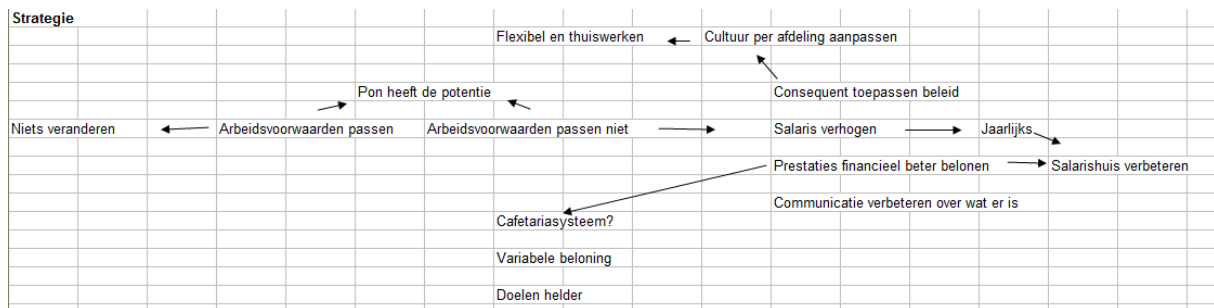 Strategie
Flexibel en thuiswerken
Cultuur per afdeling aanpassen
Pon heeft de potentie
Consequent toepassen beleid
Niets veranderen
Arbeidsvoorwaarden passen
Arbeidsvoorwaarden passen niet
Salaris verhogen
Jaarlijks
Prestaties financieel beter belonen
Salarishuis verbeteren
Communicatie verbeteren over wat er is
Cafetariasysteem?
Variabele beloning
Doelen helder